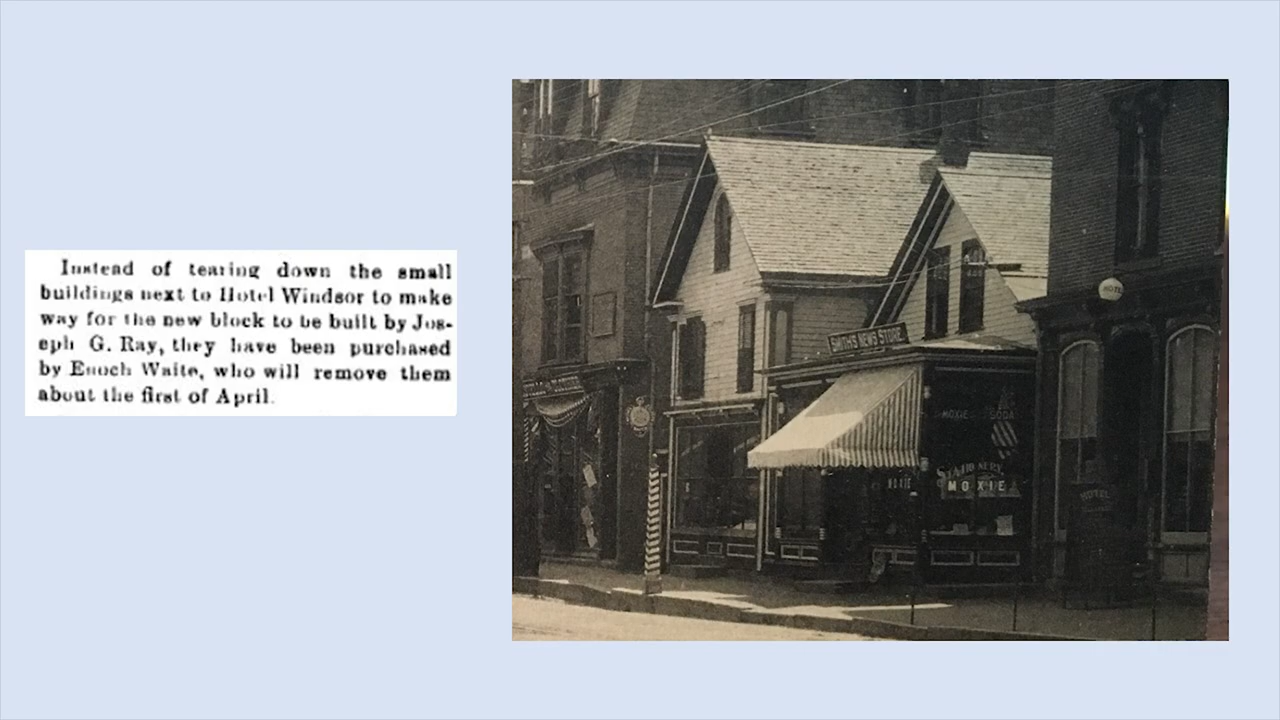 Instead of tearing down the small
buildings next to Hotel Windsor to make
way for the new block to be built by Jos-
eph G. Ray, they have been purchased
by Enoch Waite, who will remove them
about the first of April.
HOTEL
SMITH'S NEWS STORE
MOXIE SODA
STATIONERY
MOXIE
MOXIE
HOTEL